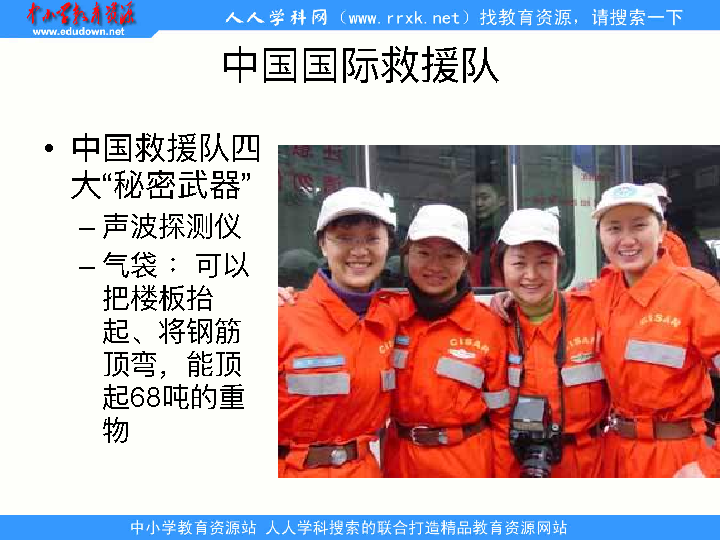 中小学教育资源
www.edudown.net
人人学科网（www.rrxk.net）找教育资源，请搜索一下
中国国际救援队
• 中国救援队四
大“秘密武器”
– 声波探测仪
– 气袋 ： 可以
把楼板抬
起、将钢筋
顶弯，能顶
起68吨的重
物
请勿
CISAR
CISAR
中小学教育资源站 人人学科搜索的联合打造精品教育资源网站